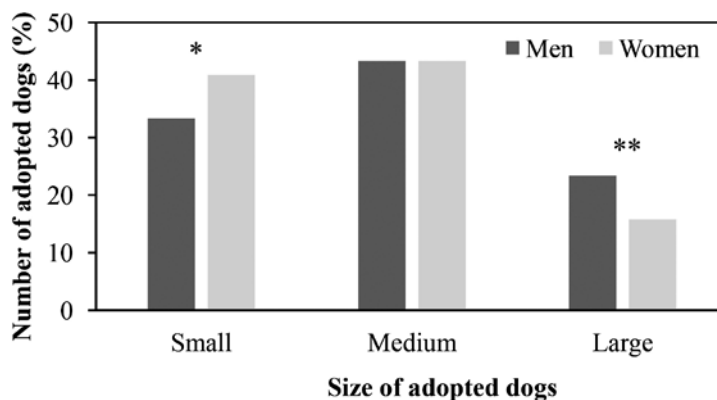 Number of adopted dogs (%)
50
40
30
20
10
0
Men Women
*
**
Small Medium Large
Size of adopted dogs